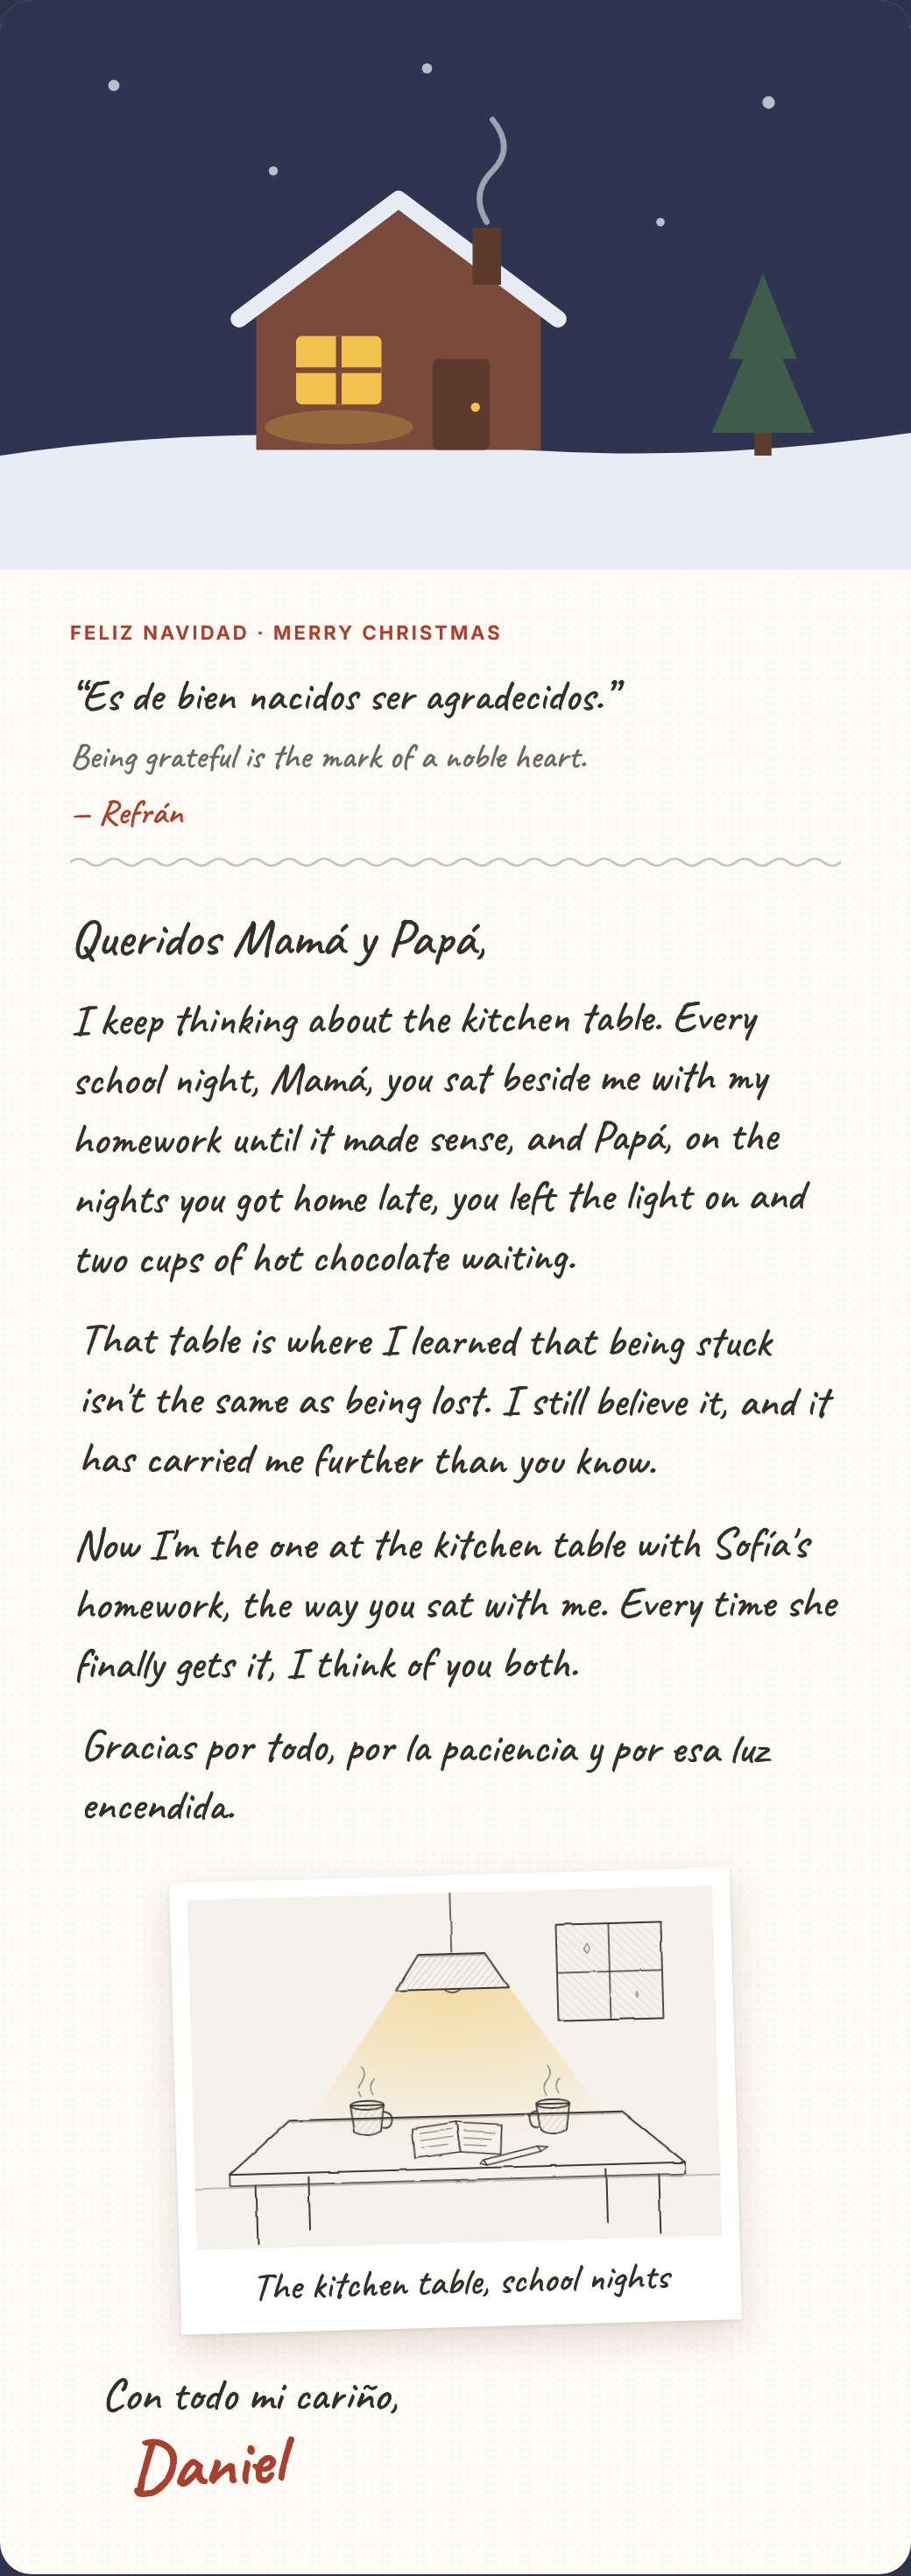 FELIZ NAVIDAD · MERRY CHRISTMAS
“Es de bien nacidos ser agradecidos.”
Being grateful is the mark of a noble heart.
– Refrán
Queridos Mamá y Papá,
I keep thinking about the kitchen table. Every
school night, Mamá, you sat beside me with my
homework until it made sense, and Papá, on the
nights you got home late, you left the light on and
two cups of hot chocolate waiting.
That table is where I learned that being stuck
isn't the same as being lost. I still believe it, and it
has carried me further than you know.
Now I'm the one at the kitchen table with Sofía's
homework, the way you sat with me. Every time she
finally gets it, I think of you both.
Gracias por todo, por la paciencia y por esa luz
encendida.
The kitchen table, school nights
Con todo mi cariño,
Daniel